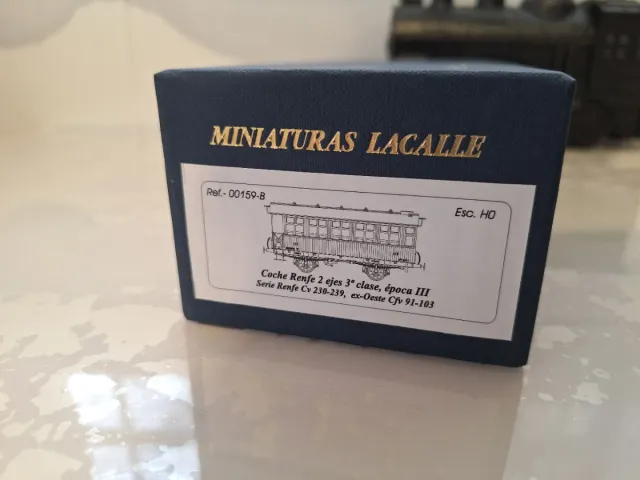 MINIATURAS LACALLE
Ref.- 00159-B
Esc. HO
Coche Renfe 2 ejes 3ª clase, época III
Serie Renfe Cv 230-239, ex-Oeste Cfv 91-103